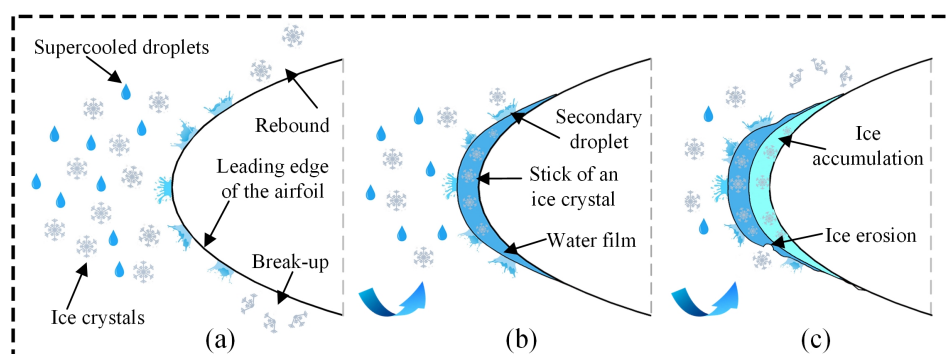 Supercooled droplets
Rebound
Leading edge
of the airfoil
Break-up
Ice crystals
(a)
Secondary
droplet
Stick of an
ice crystal
Water film
(b)
Ice
accumulation
Ice erosion
(c)